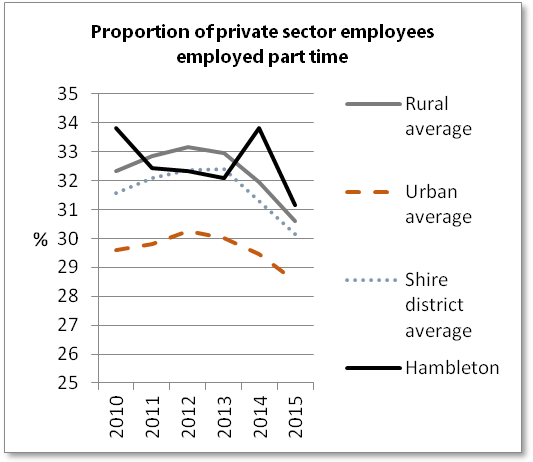 Proportion of private sector employees
employed part time
35
34
33
32
31
30
29
28
27
26
25
%
2010
2011
2012
2013
2014
2015
Rural
average
Urban
average
Shire
district
average
Hambleton